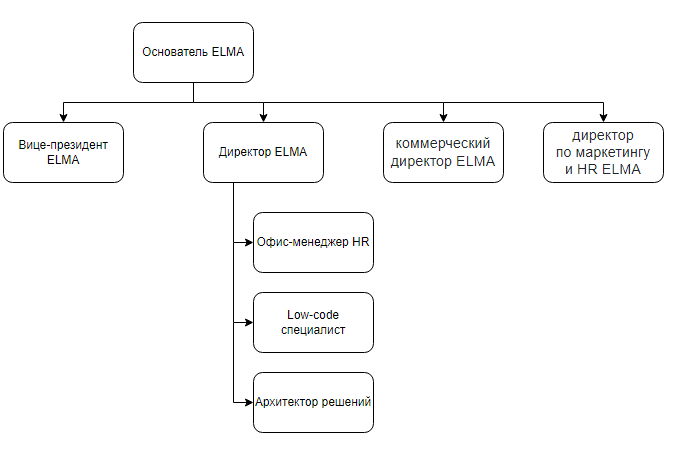 Основатель ELMA
Вице-президент
ELMA
Директор ELMA
коммерческий
директор ELMA
директор
по маркетингу
и HR ELMA
Офис-менеджер HR
Low-code
специалист
Архитектор решений